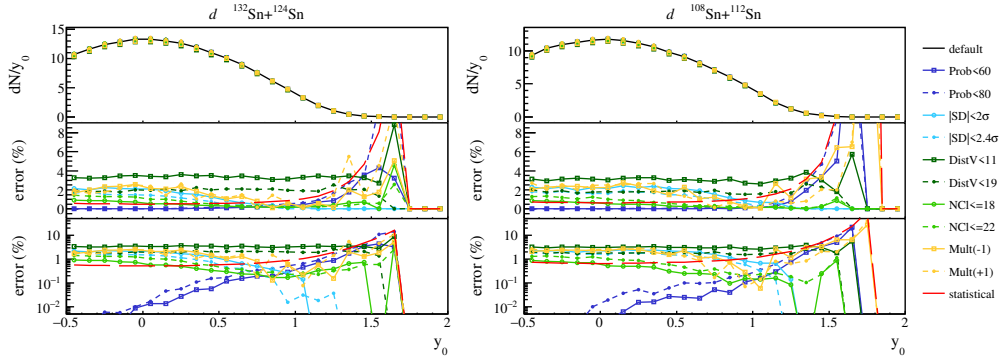 d ¹³²Sn+¹²⁴Sn
dN/y₀
15
10
5
0
error (%)
8
6
4
2
0
error (%)
10
1
10⁻¹
10⁻²
−0.5 0 0.5 1 1.5 2
y₀
d ¹⁰⁸Sn+¹¹²Sn
dN/y₀
10
5
0
error (%)
8
6
4
2
0
error (%)
10
1
10⁻¹
10⁻²
−0.5 0 0.5 1 1.5 2
y₀
default
Prob<60
Prob<80
|SD|<2σ
|SD|<2.4σ
DistV<11
DistV<19
NCl<=18
NCl<=22
Mult(-1)
Mult(+1)
statistical